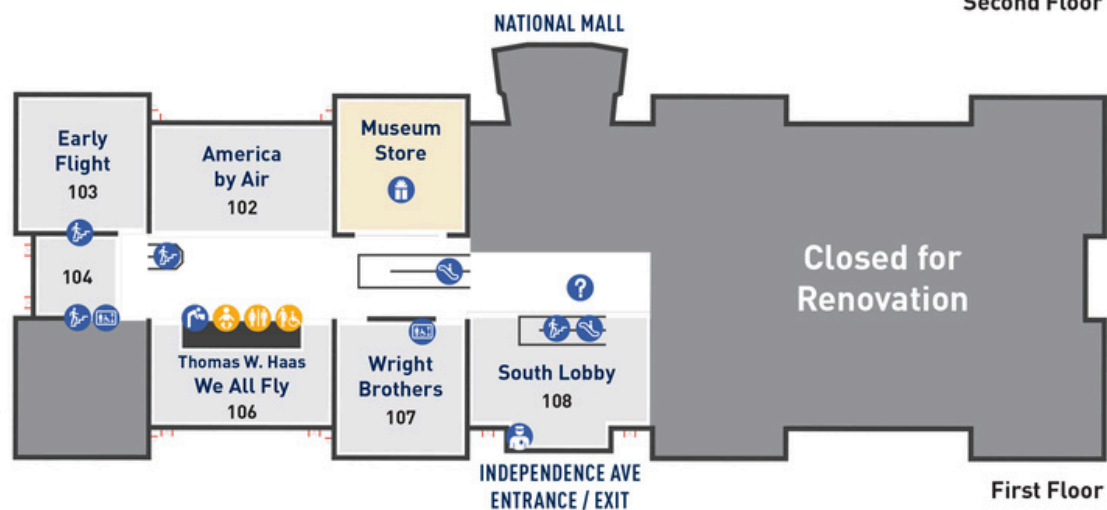 Second Floor
NATIONAL MALL
Early
Flight
103
America
by Air
102
Museum
Store
104
?
Closed for
Renovation
Thomas W. Haas
We All Fly
106
Wright
Brothers
107
South Lobby
108
INDEPENDENCE AVE
ENTRANCE / EXIT
First Floor